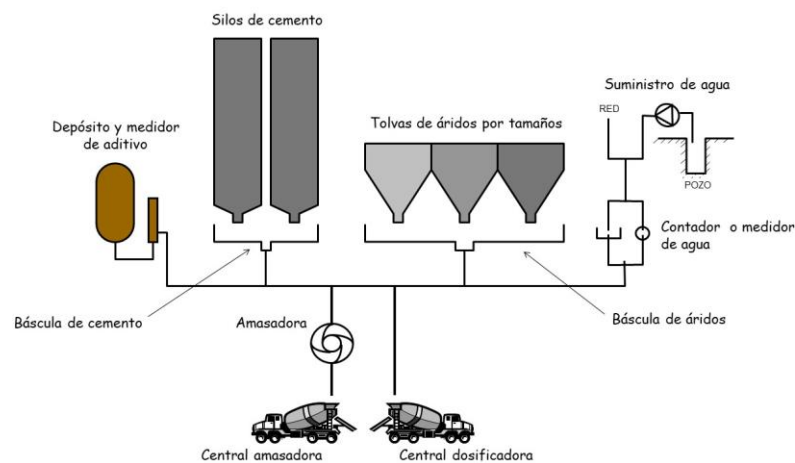 Silos de cemento
Suministro de agua
RED
Depósito y medidor
de aditivo
Tolvas de áridos por tamaños
POZO
Contador o medidor
de agua
Báscula de cemento
Amasadora
Báscula de áridos
Central amasadora
Central dosificadora